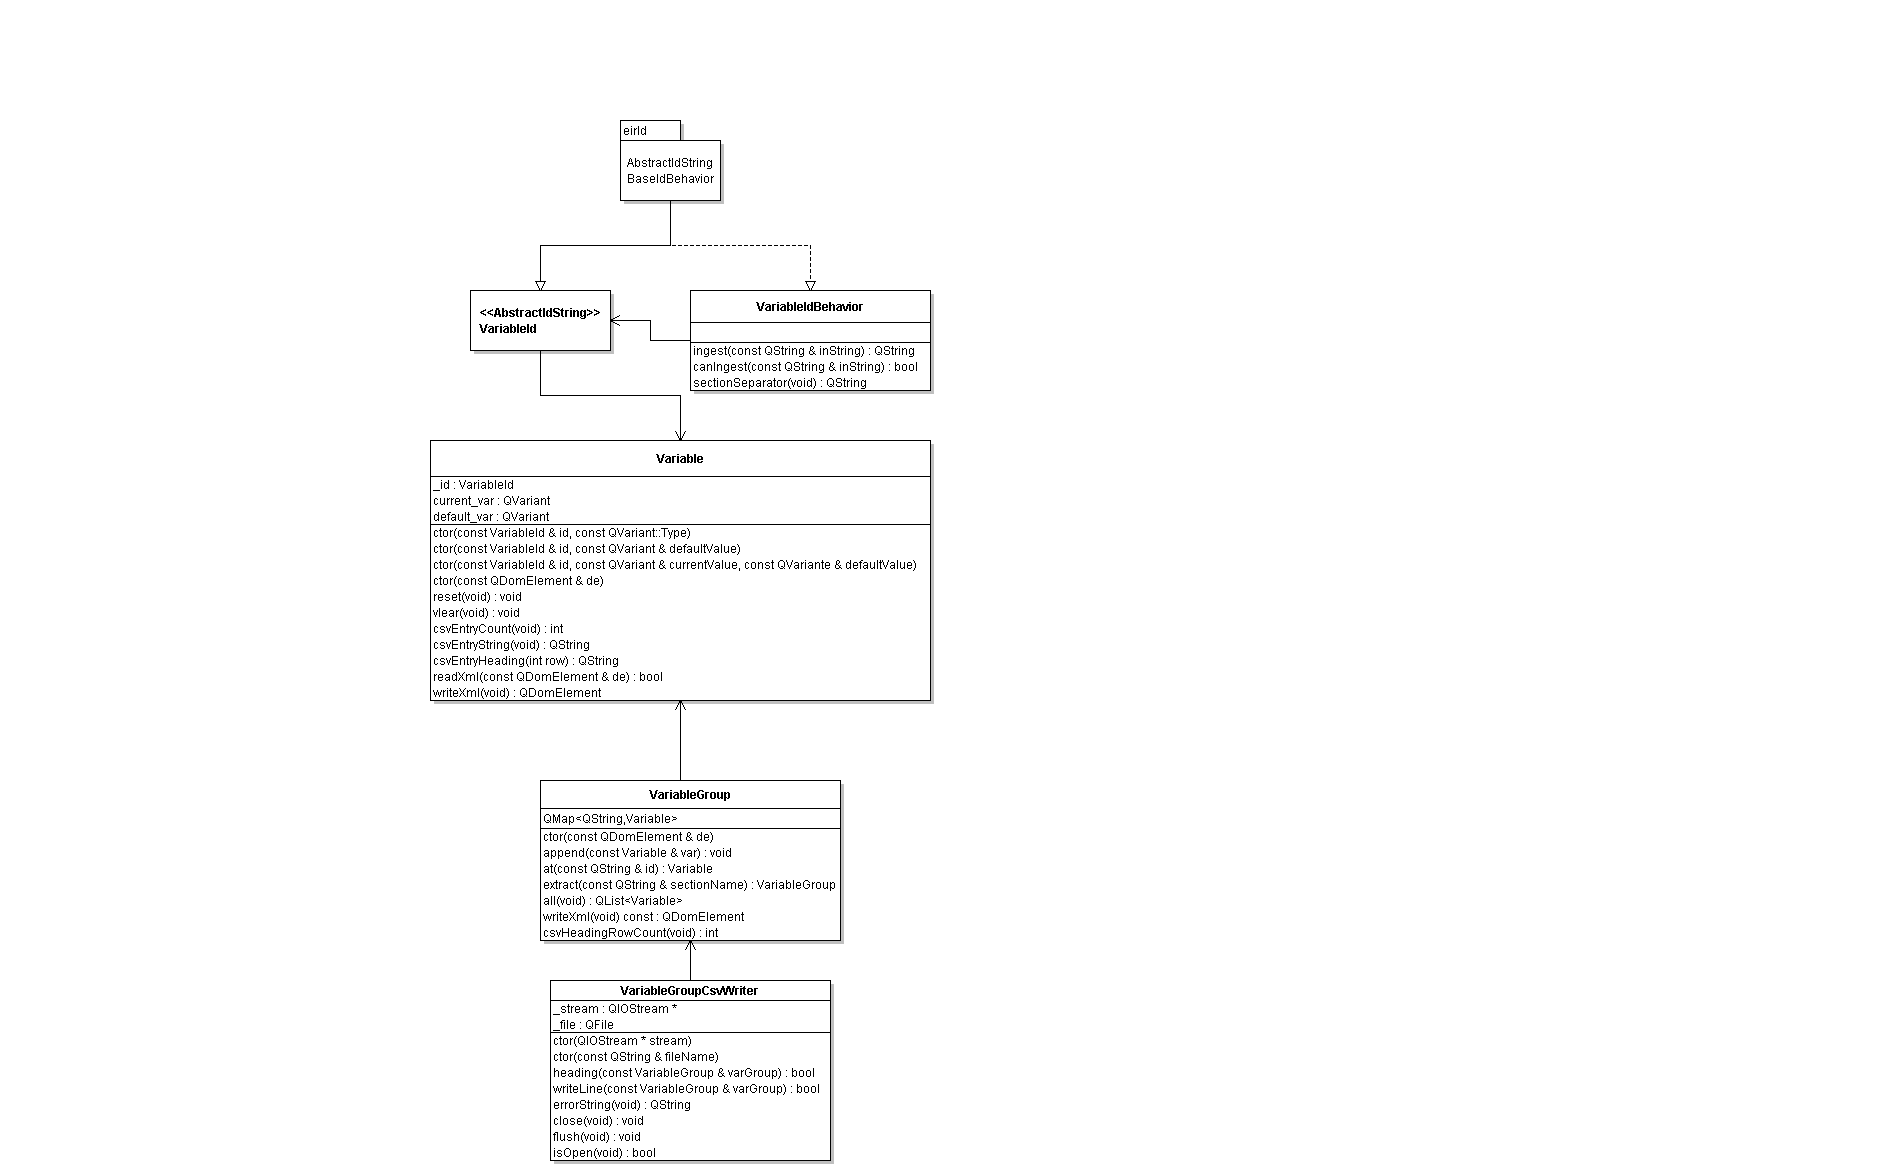 eirId
AbstractIdString
BaseIdBehavior
<<AbstractIdString>>
VariableId
VariableIdBehavior
ingest(const QString & inString) : QString
canIngest(const QString & inString) : bool
sectionSeparator(void) : QString
Variable
_id : VariableId
current_var : QVariant
default_var : QVariant
ctor(const VariableId & id, const QVariant::Type)
ctor(const VariableId & id, const QVariant & defaultValue)
ctor(const VariableId & id, const QVariant & currentValue, const QVariante & defaultValue)
ctor(const QDomElement & de)
reset(void) : void
vlear(void) : void
csvEntryCount(void) : int
csvEntryString(void) : QString
csvEntryHeading(int row) : QString
readXml(const QDomElement & de) : bool
writeXml(void) : QDomElement
VariableGroup
QMap<QString,Variable>
ctor(const QDomElement & de)
append(const Variable & var) : void
at(const QString & id) : Variable
extract(const QString & sectionName) : VariableGroup
all(void) : QList<Variable>
writeXml(void) const : QDomElement
csvHeadingRowCount(void) : int
VariableGroupCsvWriter
_stream : QIOStream *
_file : QFile
ctor(QIOStream * stream)
ctor(const QString & fileName)
heading(const VariableGroup & varGroup) : bool
writeLine(const VariableGroup & varGroup) : bool
errorString(void) : QString
close(void) : void
flush(void) : void
isOpen(void) : bool